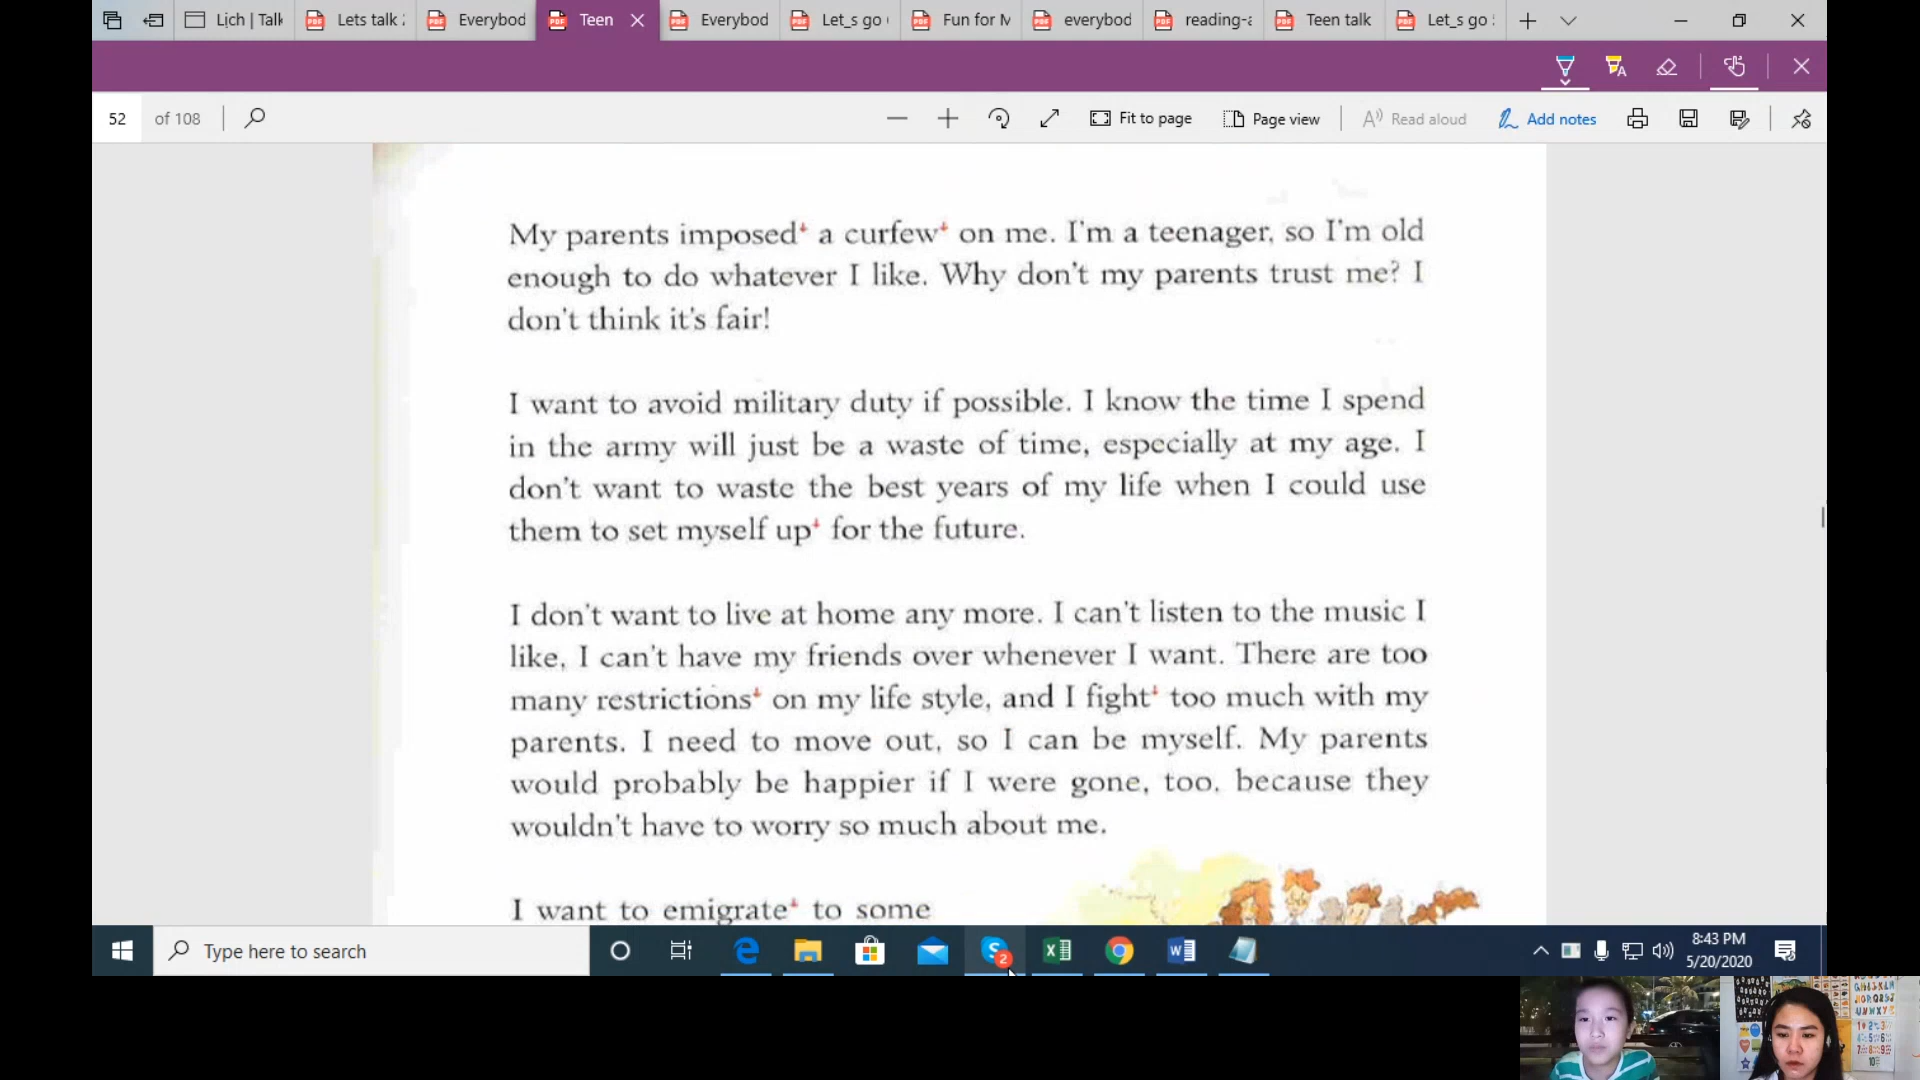 Lịch | Talk
Lets talk 2
Everybod
Teen
Everybod
Let_s go
Fun for M
everybod
reading-a
Teen talk
Let_s go
52 of 108
Fit to page
Page view
Read aloud
Add notes
My parents imposed⁺ a curfew⁺ on me. I'm a teenager, so I'm old
enough to do whatever I like. Why don't my parents trust me? I
don't think it's fair!
I want to avoid military duty if possible. I know the time I spend
in the army will just be a waste of time, especially at my age. I
don't want to waste the best years of my life when I could use
them to set myself up⁺ for the future.
I don't want to live at home any more. I can't listen to the music I
like, I can't have my friends over whenever I want. There are too
many restrictions⁺ on my life style, and I fight⁺ too much with my
parents. I need to move out, so I can be myself. My parents
would probably be happier if I were gone, too, because they
wouldn't have to worry so much about me.
I want to emigrate⁺ to some
Type here to search
2
8:43 PM
5/20/2020